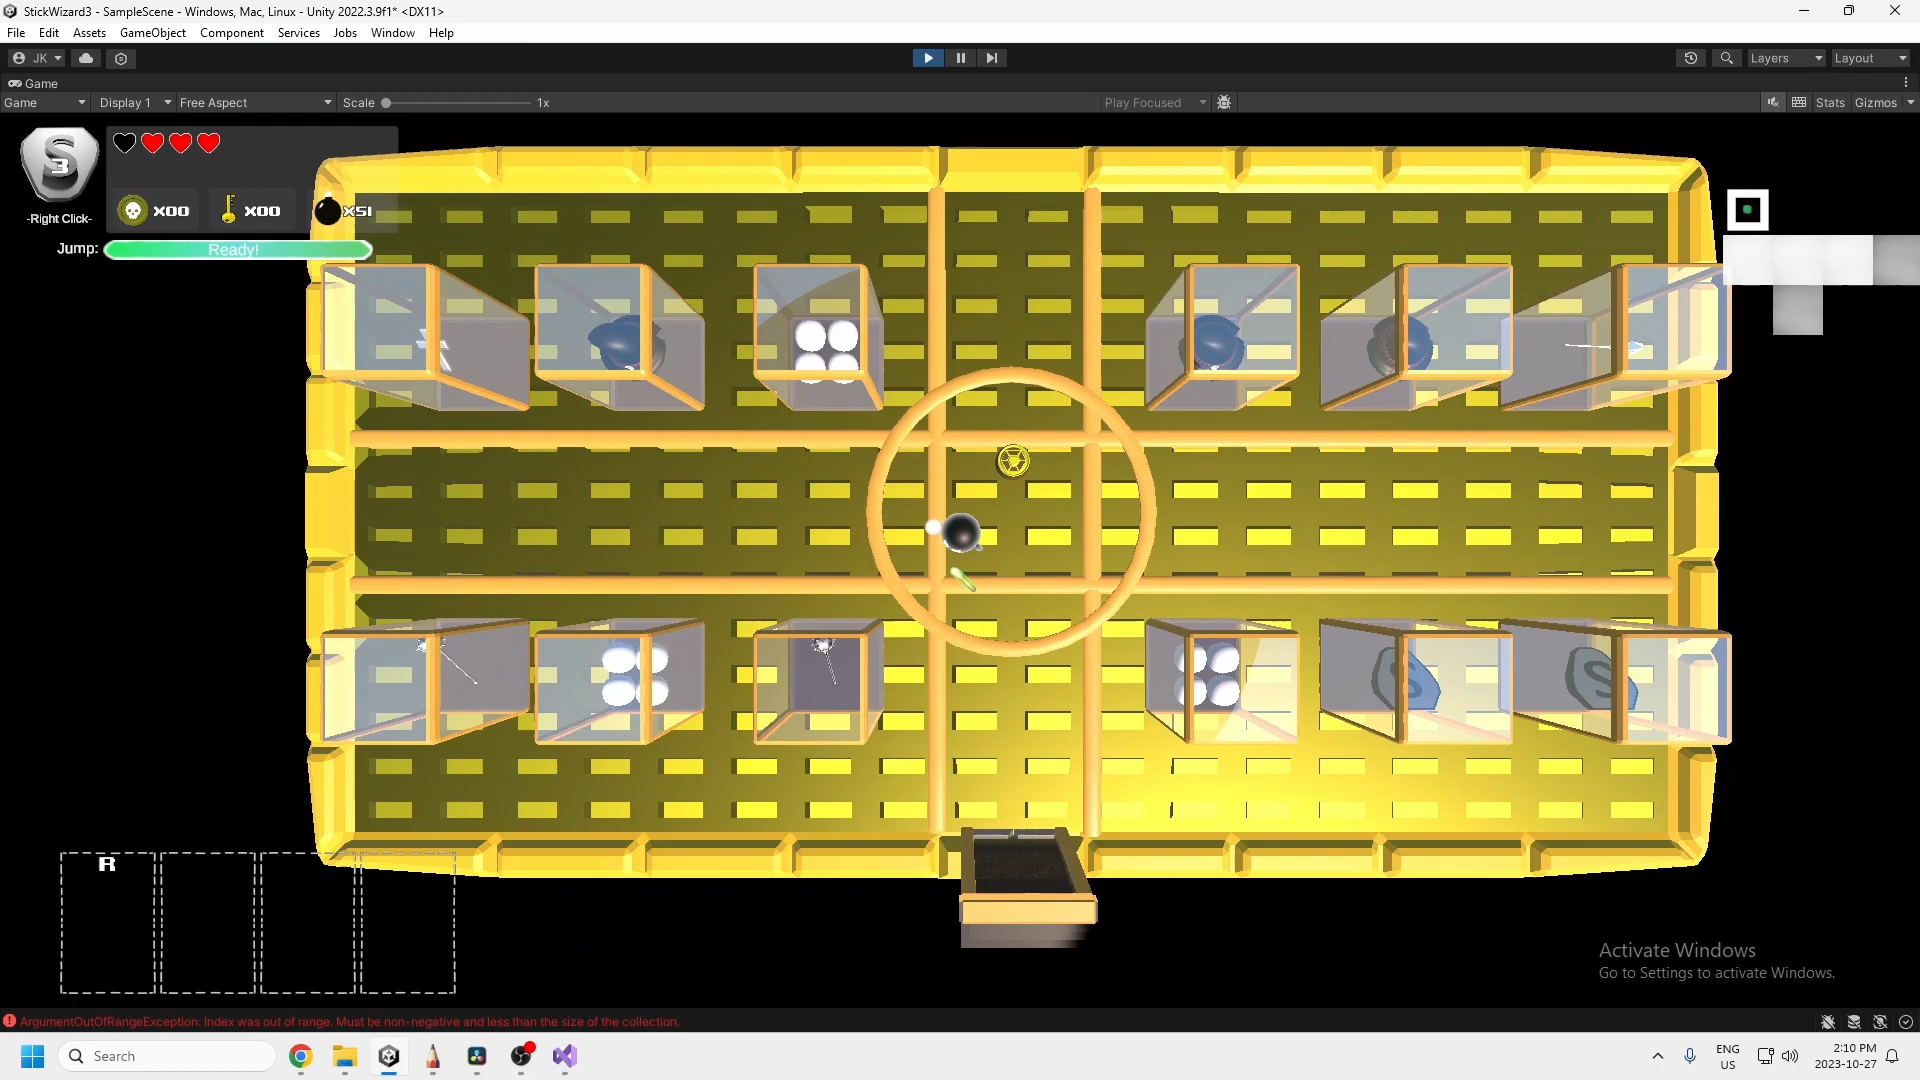 StickWizard3 - SampleScene - Windows, Mac, Linux - Unity 2022.3.9f1* <DX11>
File Edit Assets GameObject Component Services Jobs Window Help
JK Layers Layout
Game
Game Display 1 Free Aspect Scale 1x Play Focused Stats Gizmos
S
3
-Right Click-
X00 X00 X51
Jump: Ready!
S S
R
Activate Windows
Go to Settings to activate Windows.
ArgumentOutOfRangeException: Index was out of range. Must be non-negative and less than the size of the collection.
Search
ENG
US
2:10 PM
2023-10-27